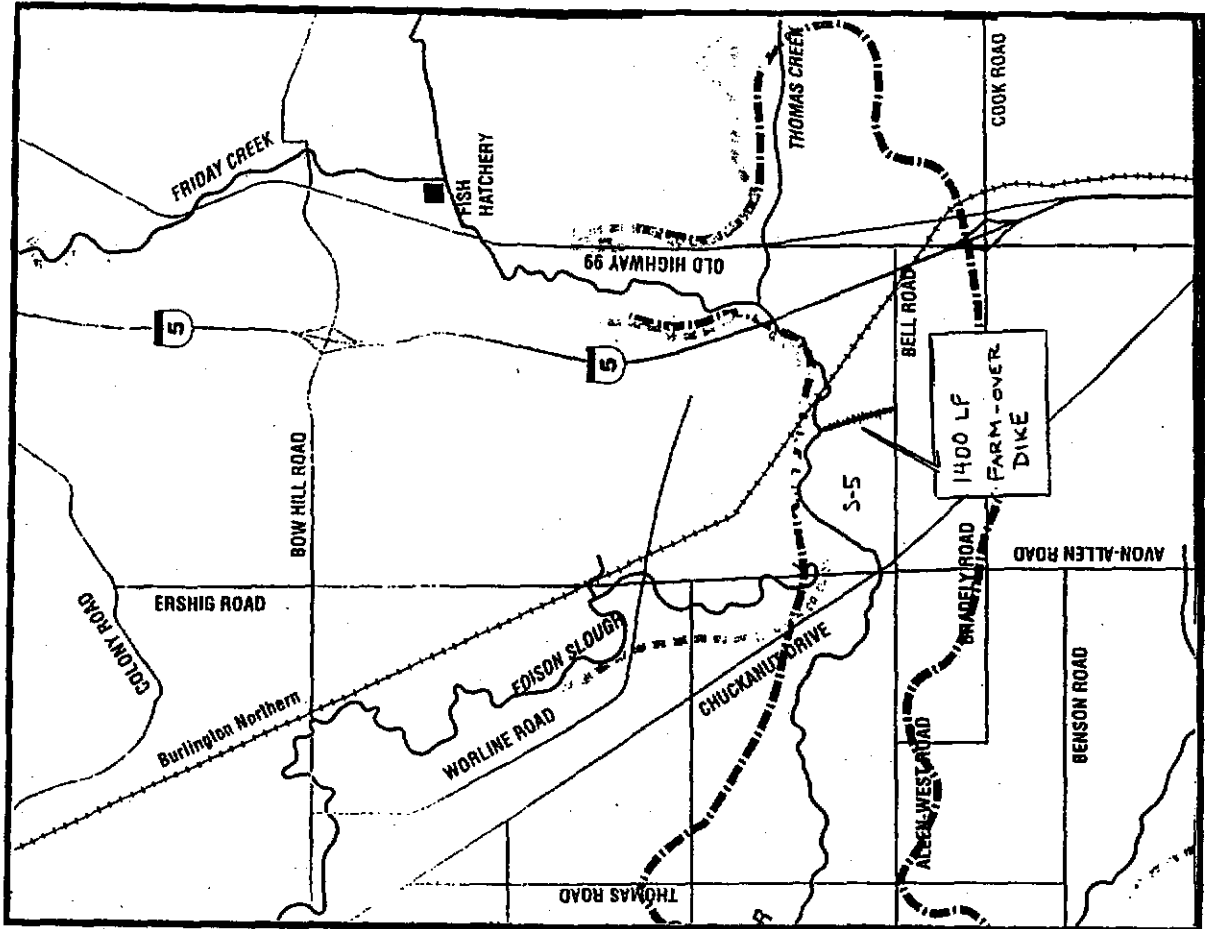 FRIDAY CREEK
FISH
HATCHERY
THOMAS CREEK
COOK ROAD
OLD HIGHWAY 99
5
5
BELL ROAD
COLONY ROAD
BOW HILL ROAD
ERSHIG ROAD
Burlington Northern
EDISON SLOUGH
WORLINE ROAD
CHUCKANUT DRIVE
S-5
1400 LF
FARM-OVER
DIKE
BRADELY ROAD
AVON-ALLEN ROAD
ALLEN-WEST ROAD
BENSON ROAD
THOMAS ROAD
R